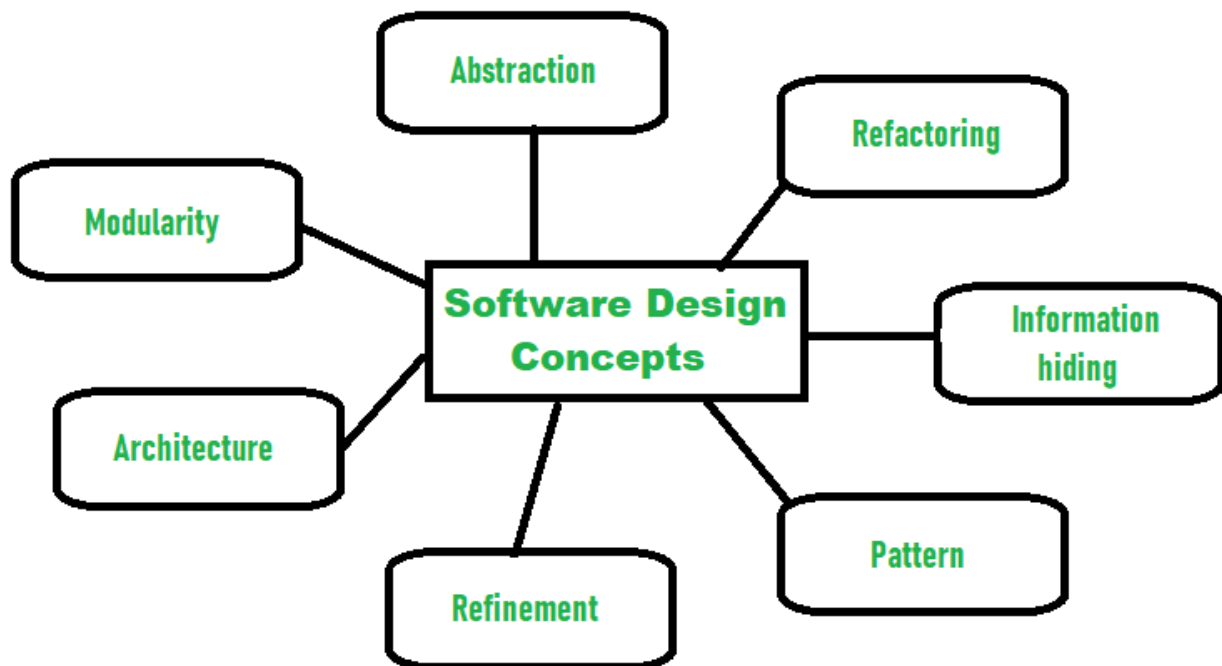 Abstraction
Refactoring
Modularity
Software Design
Concepts
Information
hiding
Architecture
Pattern
Refinement